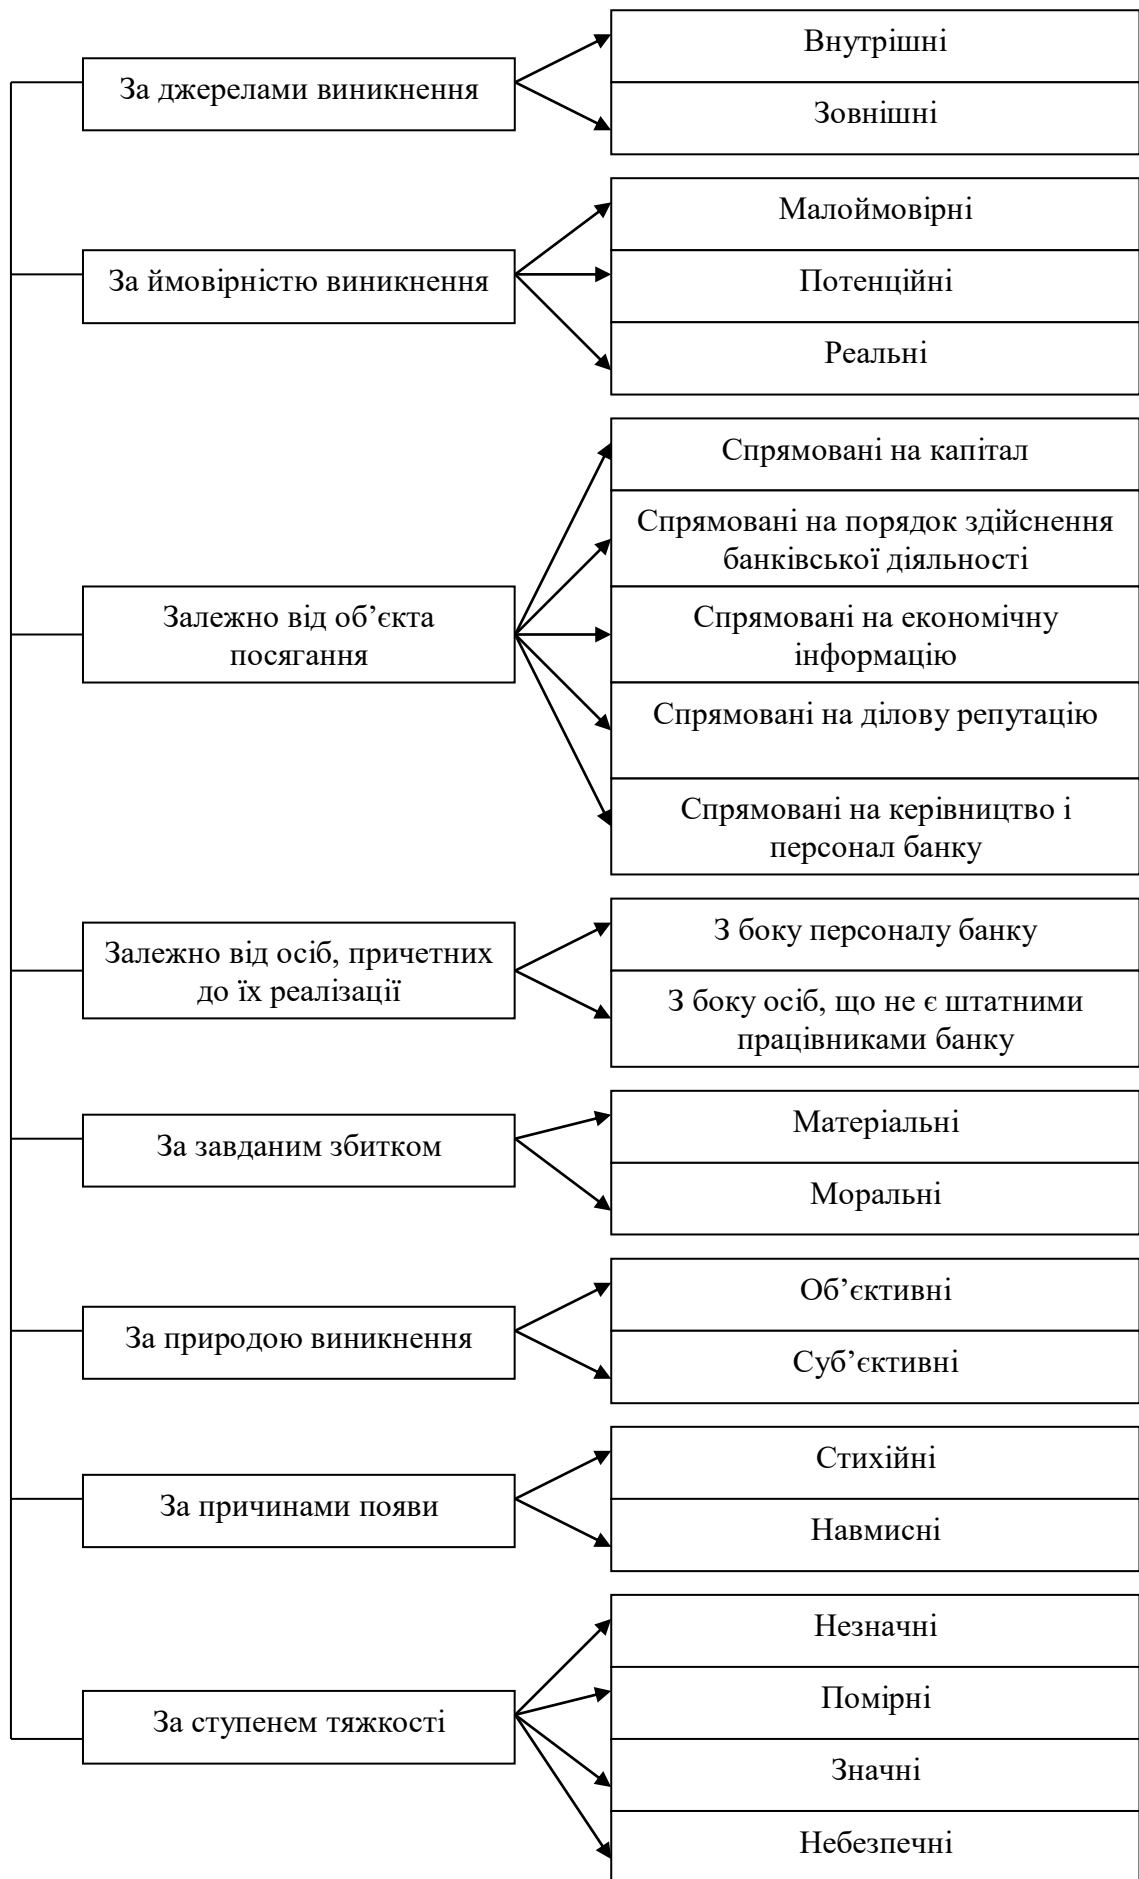 За джерелами виникнення
Внутрішні
Зовнішні
За ймовірністю виникнення
Малоймовірні
Потенційні
Реальні
Залежно від об’єкта
посягання
Спрямовані на капітал
Спрямовані на порядок здійснення
банківської діяльності
Спрямовані на економічну
інформацію
Спрямовані на ділову репутацію
Спрямовані на керівництво і
персонал банку
Залежно від осіб, причетних
до їх реалізації
З боку персоналу банку
З боку осіб, що не є штатними
працівниками банку
За завданим збитком
Матеріальні
Моральні
За природою виникнення
Об’єктивні
Суб’єктивні
За причинами появи
Стихійні
Навмисні
За ступенем тяжкості
Незначні
Помірні
Значні
Небезпечні